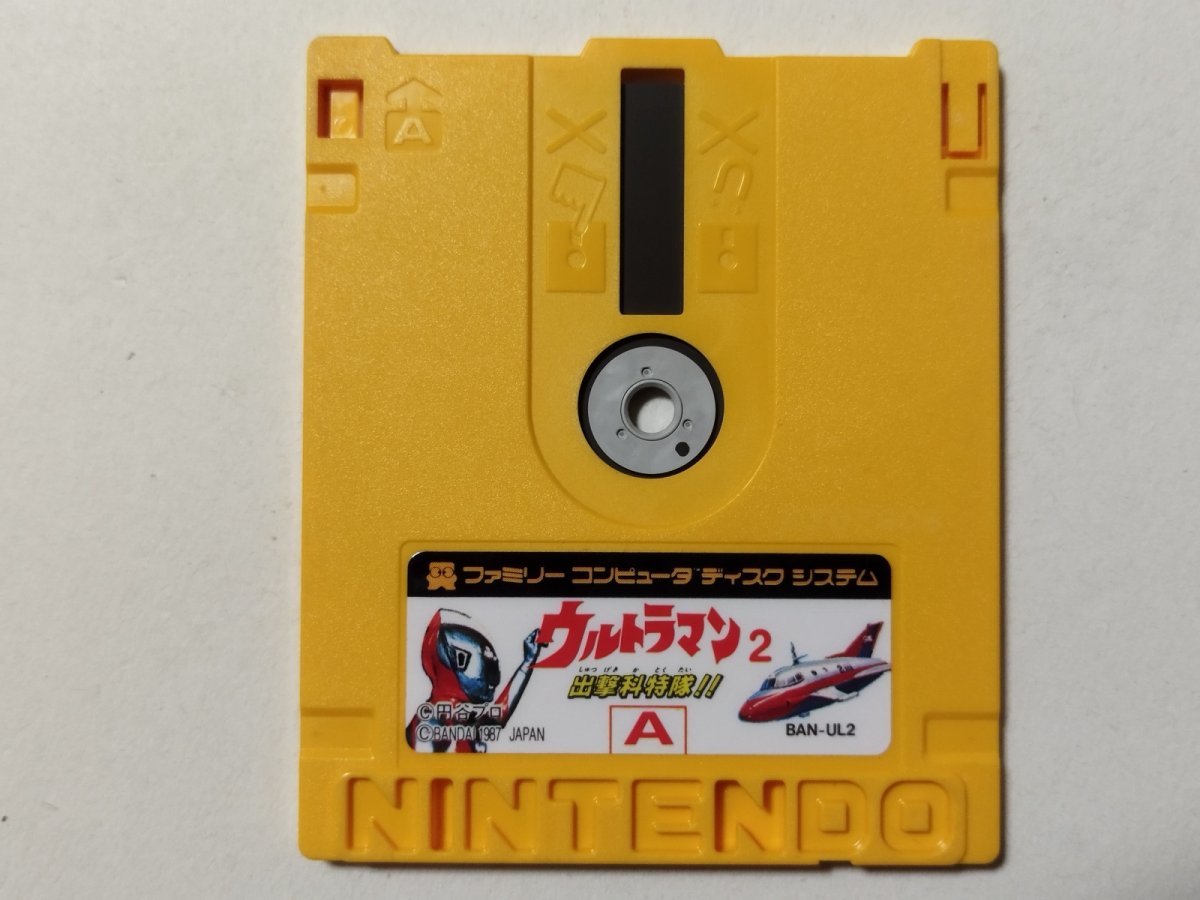 A
ファミリー コンピュータ™ ディスク システム
ウルトラマン2
しゅつ げき か とく たい
出撃科特隊!!
©円谷プロ
©BANDAI 1987 JAPAN
A
BAN-UL2
NINTENDO